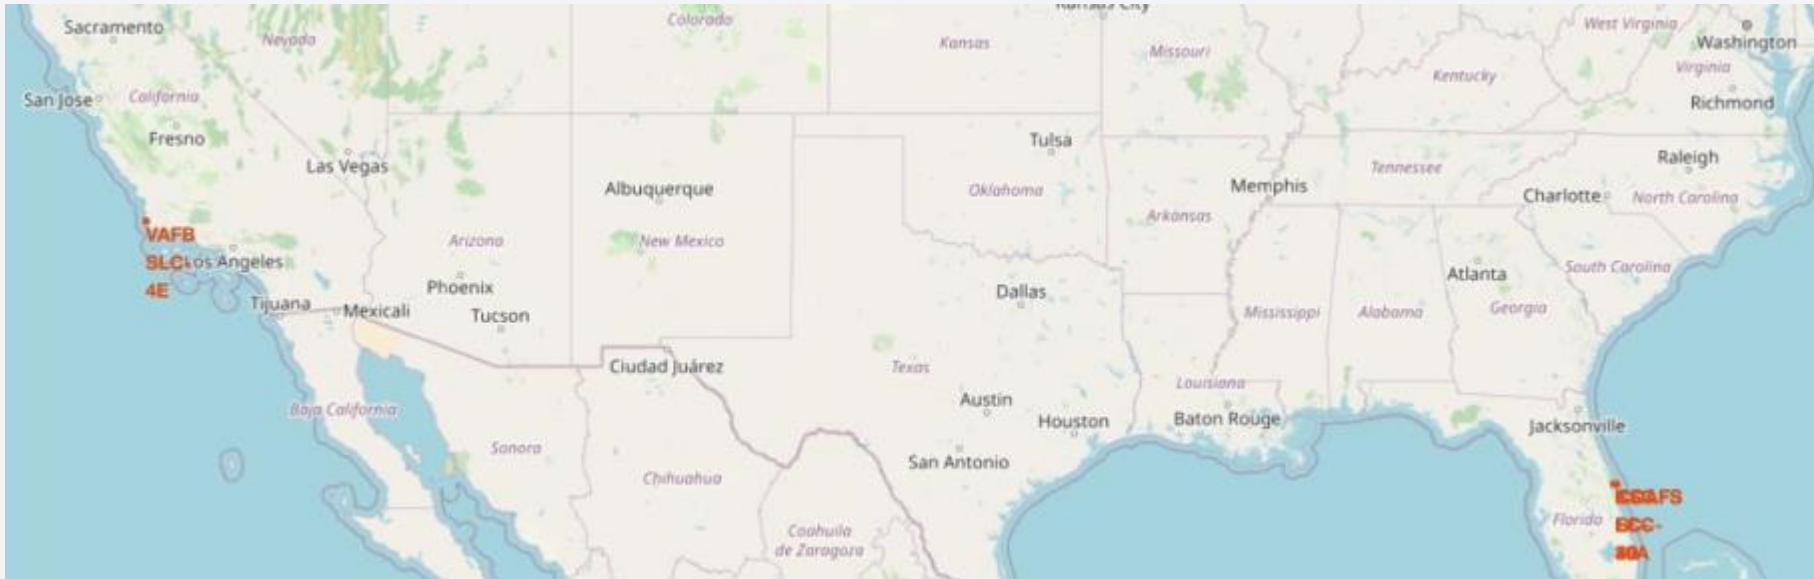 Kansas City
Sacramento
Nevada
Colorado
Kansas
Missouri
West Virginia
Washington
Kentucky
Virginia
San Jose
California
Richmond
Fresno
Las Vegas
Tulsa
Tennessee
Raleigh
Albuquerque
Oklahoma
Memphis
Charlotte
North Carolina
Arkansas
VAFB
SLC-
4E
Los Angeles
Arizona
New Mexico
Phoenix
Dallas
Atlanta
South Carolina
Tijuana
Mexicali
Tucson
Mississippi
Alabama
Georgia
Ciudad Juárez
Texas
Louisiana
Baja California
Austin
Houston
Baton Rouge
Jacksonville
Sonora
San Antonio
Chihuahua
Florida
Coahuila
de Zaragoza